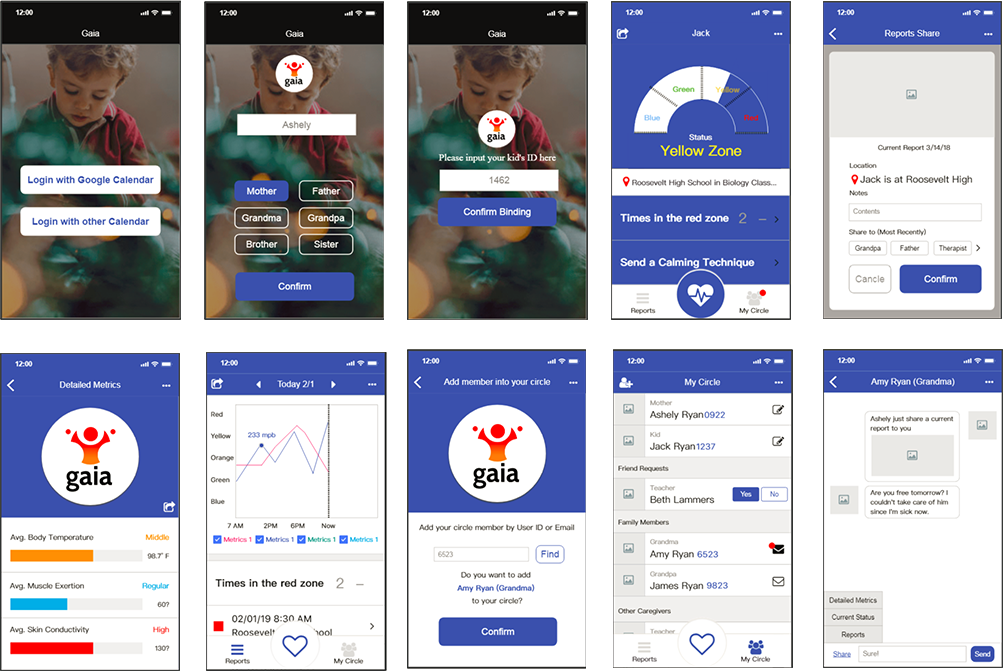 12:00
Gaia
Login with Google Calendar
Login with other Calendar
12:00
Gaia
gaia
Ashely
Mother
Father
Grandma
Grandpa
Brother
Sister
Confirm
12:00
Gaia
gaia
Please input your kid's ID here
1462
Confirm Binding
12:00
Jack
Blue
Green
Yellow
Red
Status
Yellow Zone
Roosevelt High School in Biology Class...
Times in the red zone 2 –
Send a Calming Technique
Reports
My Circle
12:00
Reports Share
Current Report 3/14/18
Location
Jack is at Roosevelt High
Notes
Contents
Share to (Most Recently)
Grandpa
Father
Therapist
Cancle
Confirm
12:00
Detailed Metrics
gaia
Avg. Body Temperature
Middle
98.7° F
Avg. Muscle Exertion
Regular
60?
Avg. Skin Conductivity
High
130?
12:00
Today 2/1
Red
Yellow
Orange
Green
Blue
233 mpb
7 AM
2PM
6PM
Now
Metrics 1
Metrics 1
Metrics 1
Metrics 1
Times in the red zone 2 –
02/01/19 8:30 AM
Roosevelt School
Reports
My Circle
12:00
Add member into your circle
gaia
Add your circle member by User ID or Email
6523
Find
Do you want to add
Amy Ryan (Grandma)
to your circle?
Confirm
12:00
My Circle
Mother
Ashely Ryan0922
Kid
Jack Ryan1237
Friend Requests
Teacher
Beth Lammers
Yes
No
Family Members
Grandma
Amy Ryan 6523
Grandpa
James Ryan 9823
Other Caregivers
Teacher
Reports
My Circle
12:00
Amy Ryan (Grandma)
Ashely just share a current
report to you
Are you free tomorrow? I
couldn't take care of him
since I'm sick now.
Detailed Metrics
Current Status
Reports
Share
Sure!
Send